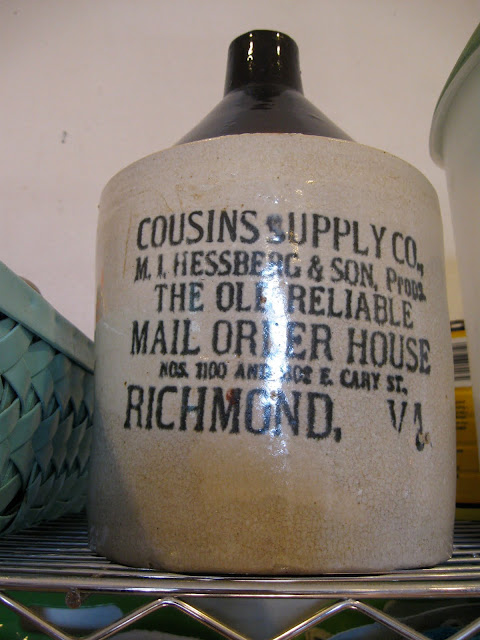 COUSINS SUPPLY CO.,
M. I. HESSBERG & SON, Props.
THE OLD RELIABLE
MAIL ORDER HOUSE
NOS. 1100 AND E. CARY ST.,
RICHMOND, VA.